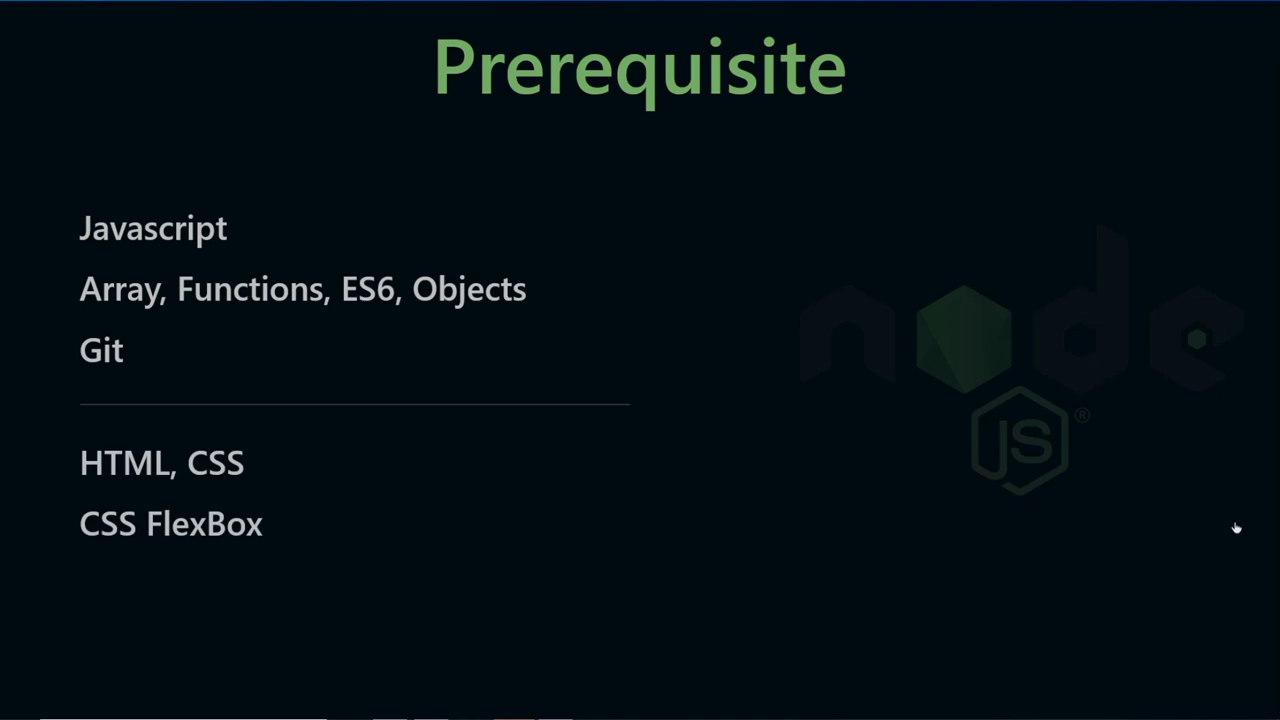 Prerequisite
Javascript
Array, Functions, ES6, Objects
Git
HTML, CSS
CSS FlexBox
node
JS®